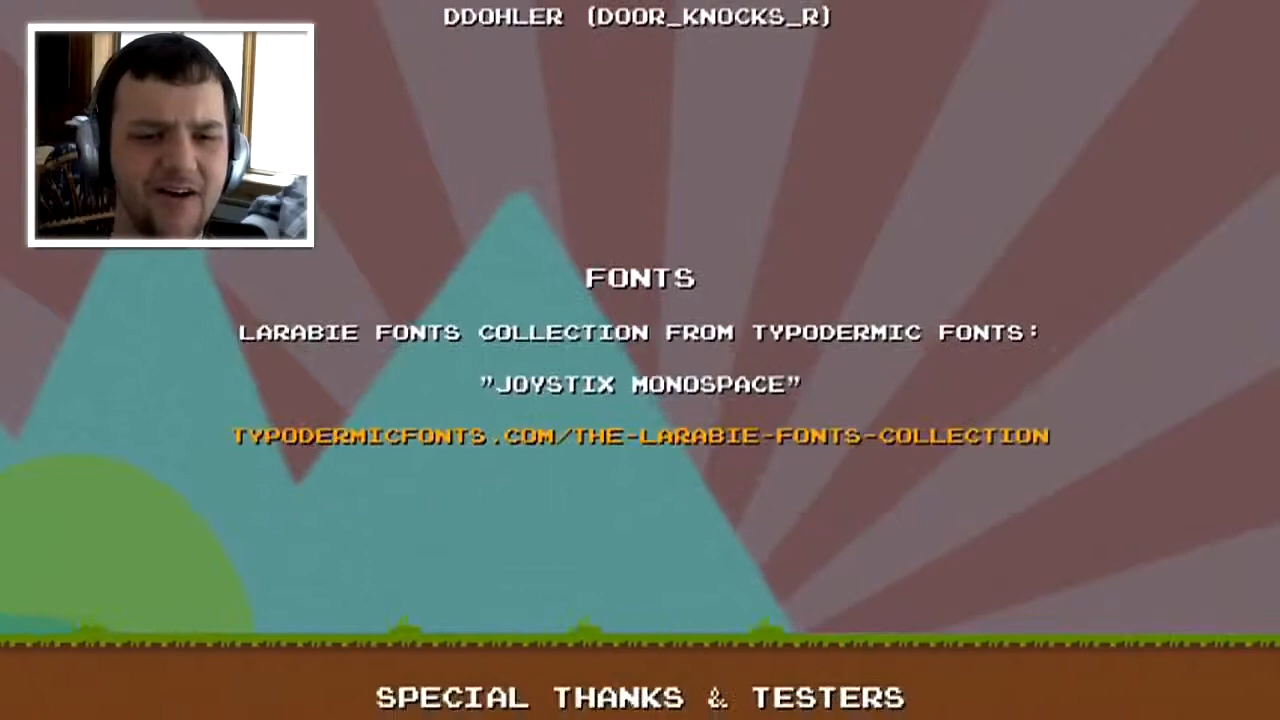 DDOHLER (DOOR_KNOCKS_R)
FONTS
LARABIE FONTS COLLECTION FROM TYPODERMIC FONTS:
"JOYSTIX MONOSPACE"
TYPODERMICFONTS.COM/THE-LARABIE-FONTS-COLLECTION
SPECIAL THANKS & TESTERS